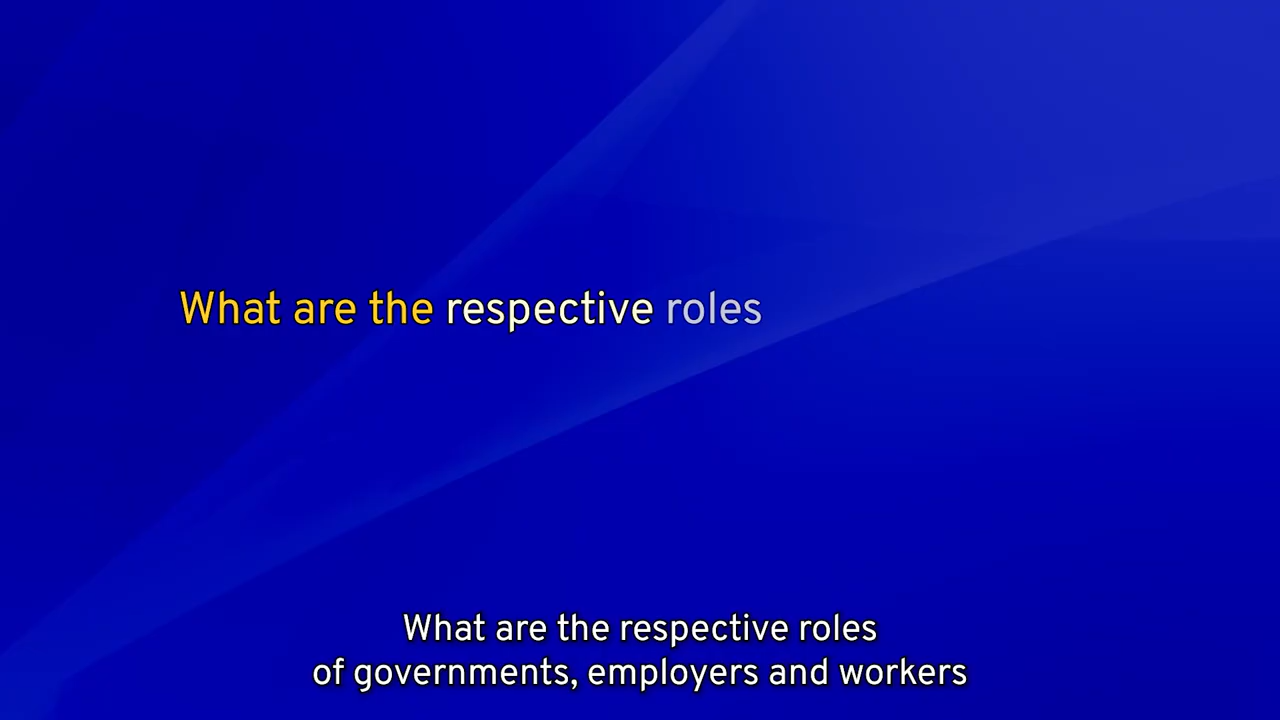 What are the respective roles
What are the respective roles
of governments, employers and workers